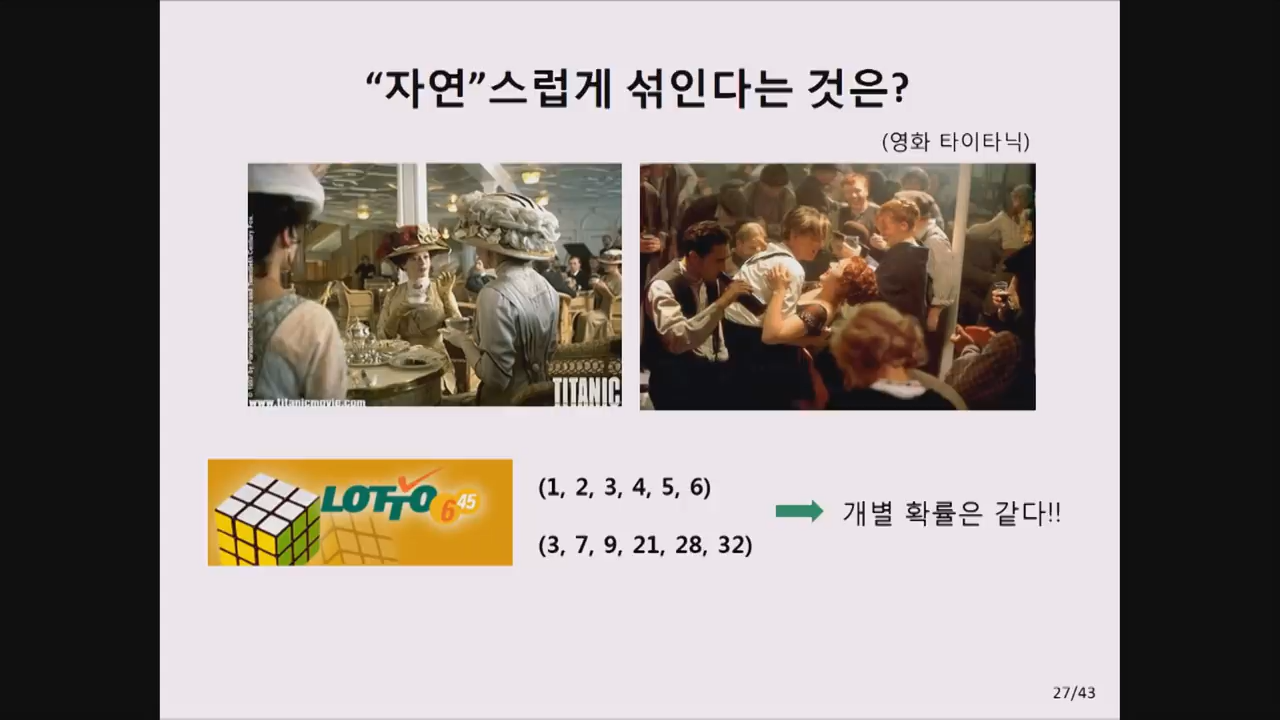 “자연”스럽게 섞인다는 것은?
(영화 타이타닉)
www.titanicmovie.com
TITANIC
LOTTO 6 45
(1, 2, 3, 4, 5, 6)
(3, 7, 9, 21, 28, 32)
개별 확률은 같다!!
27/43